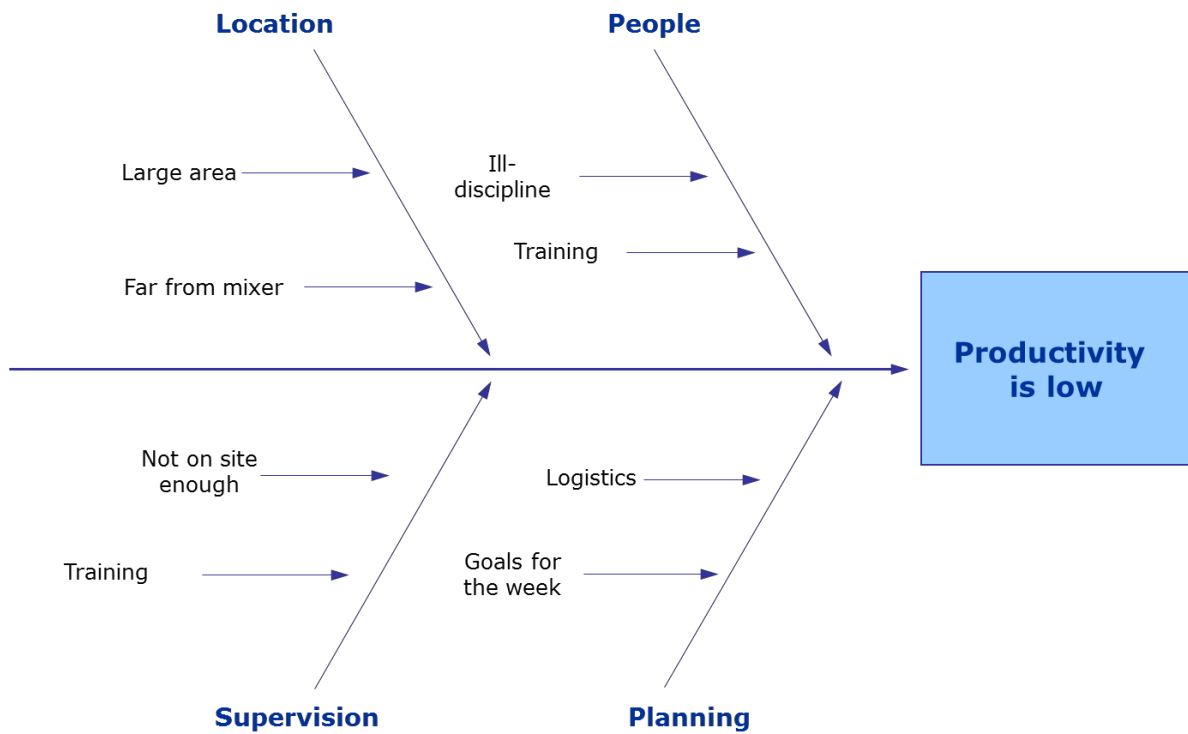 Location
People
Large area
Ill-
discipline
Training
Far from mixer
Productivity
is low
Not on site
enough
Logistics
Training
Goals for
the week
Supervision
Planning